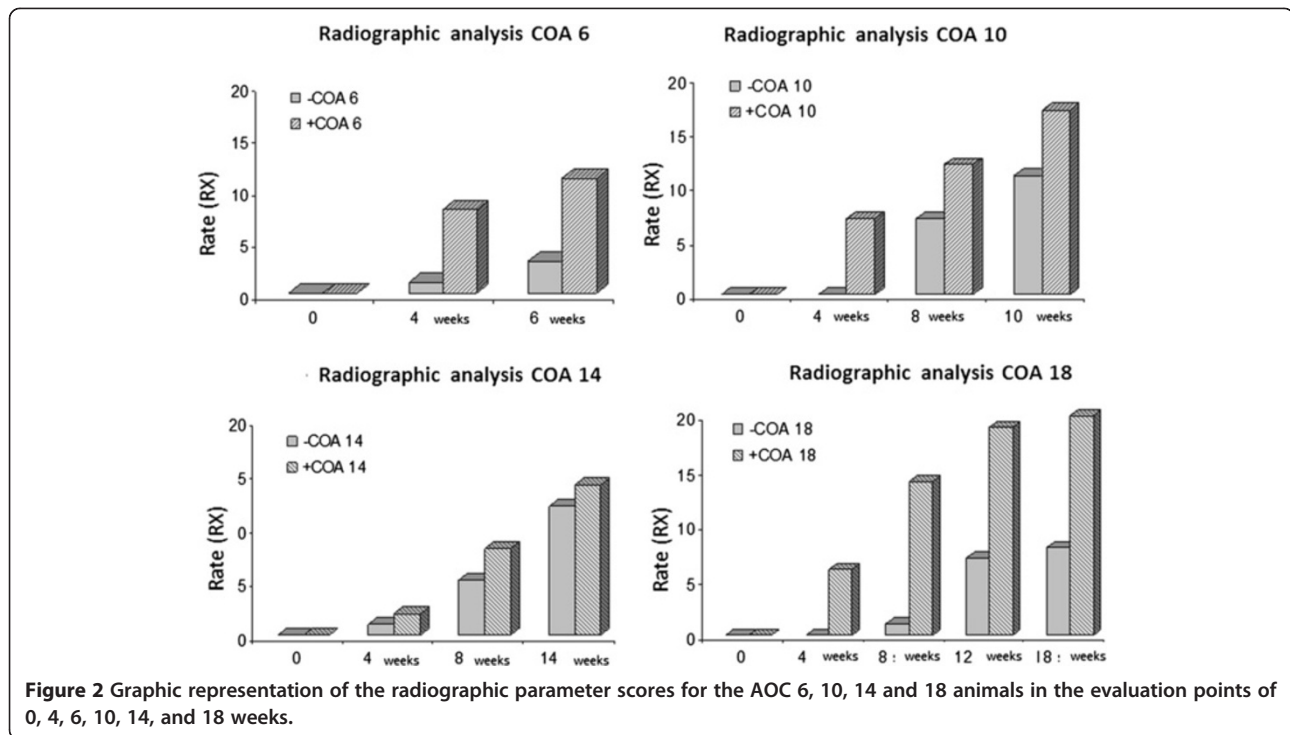 Radiographic analysis COA 6
Rate (RX)
20
15
10
5
0
-COA 6
+COA 6
0
4 weeks
6 weeks
Radiographic analysis COA 10
Rate (RX)
20
15
10
5
0
-COA 10
+COA 10
0
4 weeks
8 weeks
10 weeks
Radiographic analysis COA 14
Rate (RX)
20
5
0
5
0
-COA 14
+COA 14
0
4 weeks
8 weeks
14 weeks
Radiographic analysis COA 18
Rate (RX)
20
15
10
5
0
-COA 18
+COA 18
0
4 weeks
8 : weeks
12 weeks
18 : weeks
Figure 2 Graphic representation of the radiographic parameter scores for the AOC 6, 10, 14 and 18 animals in the evaluation points of
0, 4, 6, 10, 14, and 18 weeks.